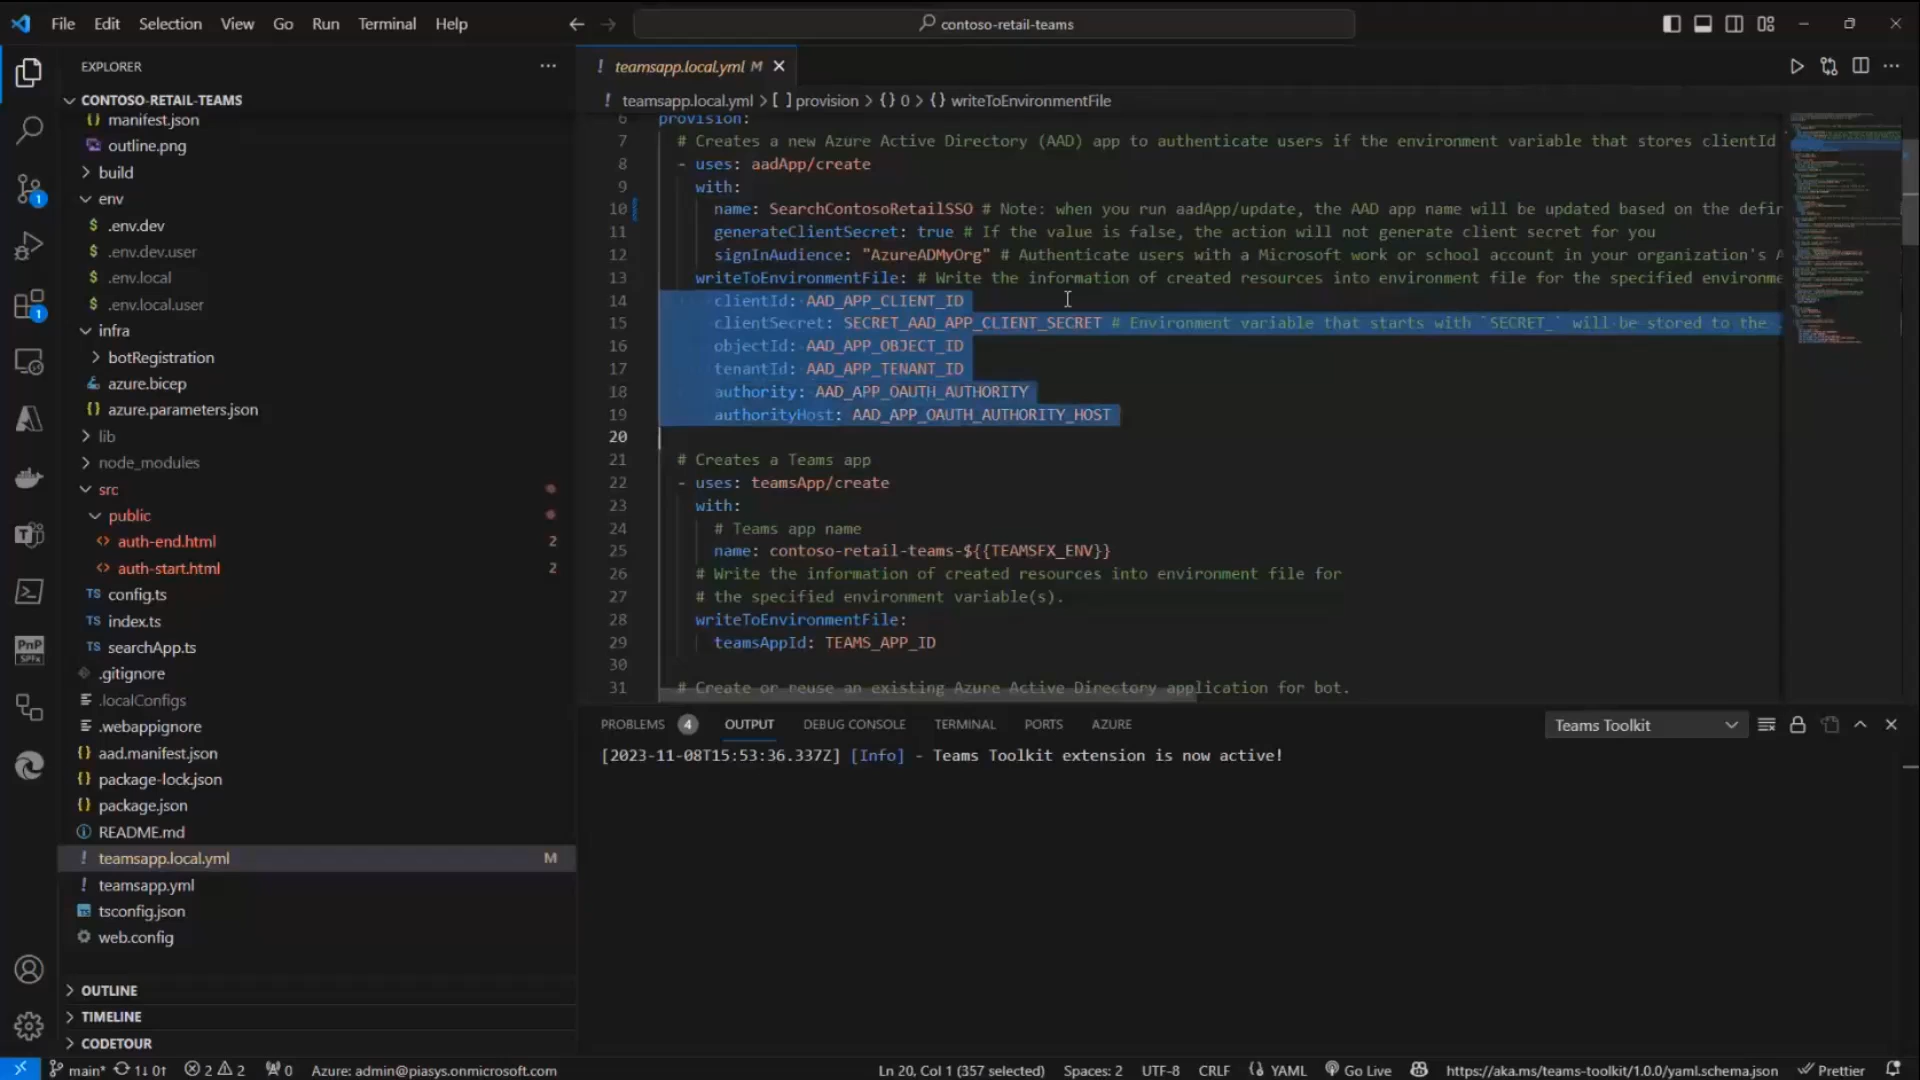 File Edit Selection View Go Run Terminal Help
contoso-retail-teams
EXPLORER
CONTOSO-RETAIL-TEAMS
manifest.json
outline.png
build
env
.env.dev
.env.dev.user
.env.local
.env.local.user
infra
botRegistration
azure.bicep
azure.parameters.json
lib
node_modules
src
public
auth-end.html 2
auth-start.html 2
config.ts
index.ts
searchApp.ts
.gitignore
.localConfigs
.webappignore
aad.manifest.json
package-lock.json
package.json
README.md
teamsapp.local.yml M
teamsapp.yml
tsconfig.json
web.config
OUTLINE
TIMELINE
CODETOUR
teamsapp.local.yml M
teamsapp.local.yml > [ ] provision > {} 0 > {} writeToEnvironmentFile
6 provision:
7 # Creates a new Azure Active Directory (AAD) app to authenticate users if the environment variable that stores clientId
8 - uses: aadApp/create
9 with:
10 name: SearchContosoRetailSSO # Note: when you run aadApp/update, the AAD app name will be updated based on the defin
11 generateClientSecret: true # If the value is false, the action will not generate client secret for you
12 signInAudience: "AzureADMyOrg" # Authenticate users with a Microsoft work or school account in your organization's A
13 writeToEnvironmentFile: # Write the information of created resources into environment file for the specified environme
14 clientId: AAD_APP_CLIENT_ID
15 clientSecret: SECRET_AAD_APP_CLIENT_SECRET # Environment variable that starts with `SECRET_` will be stored to the .
16 objectId: AAD_APP_OBJECT_ID
17 tenantId: AAD_APP_TENANT_ID
18 authority: AAD_APP_OAUTH_AUTHORITY
19 authorityHost: AAD_APP_OAUTH_AUTHORITY_HOST
20
21 # Creates a Teams app
22 - uses: teamsApp/create
23 with:
24 # Teams app name
25 name: contoso-retail-teams-${{TEAMSFX_ENV}}
26 # Write the information of created resources into environment file for
27 # the specified environment variable(s).
28 writeToEnvironmentFile:
29 teamsAppId: TEAMS_APP_ID
30
31 # Create or reuse an existing Azure Active Directory application for bot.
PROBLEMS 4 OUTPUT DEBUG CONSOLE TERMINAL PORTS AZURE
Teams Toolkit
[2023-11-08T15:53:36.337Z] [Info] - Teams Toolkit extension is now active!
1
1
PnP
SPFx
main* 1↓ 0↑ 2 2 0 Azure: admin@piasys.onmicrosoft.com
Ln 20, Col 1 (357 selected) Spaces: 2 UTF-8 CRLF {} YAML Go Live https://aka.ms/teams-toolkit/1.0.0/yaml.schema.json Prettier